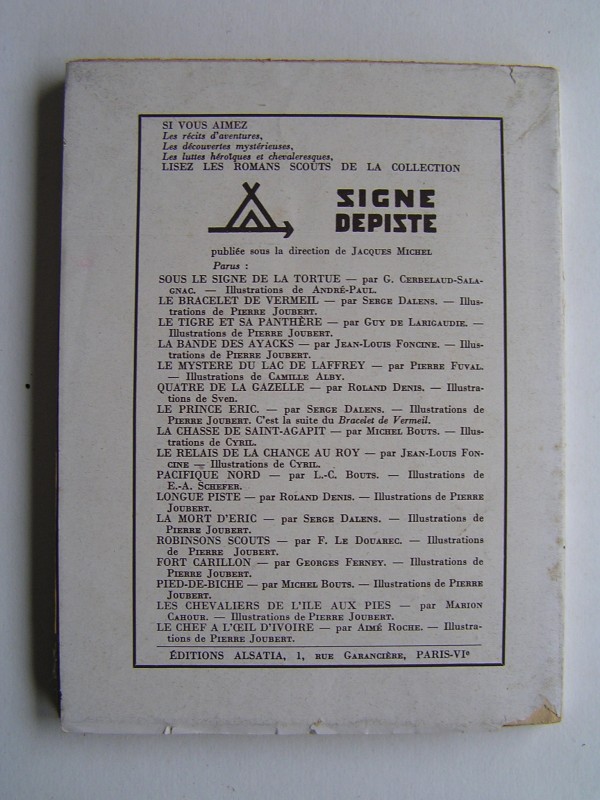 SI VOUS AIMEZ
Les récits d'aventures,
Les découvertes mystérieuses,
Les luttes héroïques et chevaleresques,
LISEZ LES ROMANS SCOUTS DE LA COLLECTION
SIGNE
DE PISTE
publiée sous la direction de JACQUES MICHEL
Parus :
SOUS LE SIGNE DE LA TORTUE — par G. CERBELAUD-SALA-
GNAC. — Illustrations de ANDRÉ-PAUL.
LE BRACELET DE VERMEIL — par SERGE DALENS. — Illus-
trations de PIERRE JOUBERT.
LE TIGRE ET SA PANTHÈRE — par GUY DE LARIGAUDIE. —
Illustrations de PIERRE JOUBERT.
LA BANDE DES AYACKS — par JEAN-LOUIS FONCINE. — Illus-
trations de PIERRE JOUBERT.
LE MYSTERE DU LAC DE LAFFREY — par PIERRE FUVAL.
— Illustrations de CAMILLE ALBY.
QUATRE DE LA GAZELLE — par ROLAND DENIS. — Illustra-
tions de SVEN.
LE PRINCE ERIC. — par SERGE DALENS. — Illustrations de
PIERRE JOUBERT. C'est la suite du Bracelet de Vermeil.
LA CHASSE DE SAINT-AGAPIT — par MICHEL BOUTS. — Illus-
trations de CYRIL.
LE RELAIS DE LA CHANCE AU ROY — par JEAN-LOUIS FON-
CINE — Illustrations de CYRIL.
PACIFIQUE NORD — par L.-C. BOUTS. — Illustrations de
E.-A. SCHEFER.
LONGUE PISTE — par ROLAND DENIS. — Illustrations de PIERRE
JOUBERT.
LA MORT D'ERIC — par SERGE DALENS. — Illustrations de
PIERRE JOUBERT.
ROBINSONS SCOUTS — par F. LE DOUAREC. — Illustrations
de PIERRE JOUBERT.
FORT CARILLON — par GEORGES FERNEY. — Illustrations de
PIERRE JOUBERT.
PIED-DE-BICHE — par MICHEL BOUTS. — Illustrations de PIERRE
JOUBERT.
LES CHEVALIERS DE L'ILE AUX PIES — par MARION
CAHOUR. — Illustrations de PIERRE JOUBERT.
LE CHEF A L'ŒIL D'IVOIRE — par AIMÉ ROCHE. — Illustra-
tions de PIERRE JOUBERT.
ÉDITIONS ALSATIA, 1, RUE GARANCIÈRE, PARIS-VIe